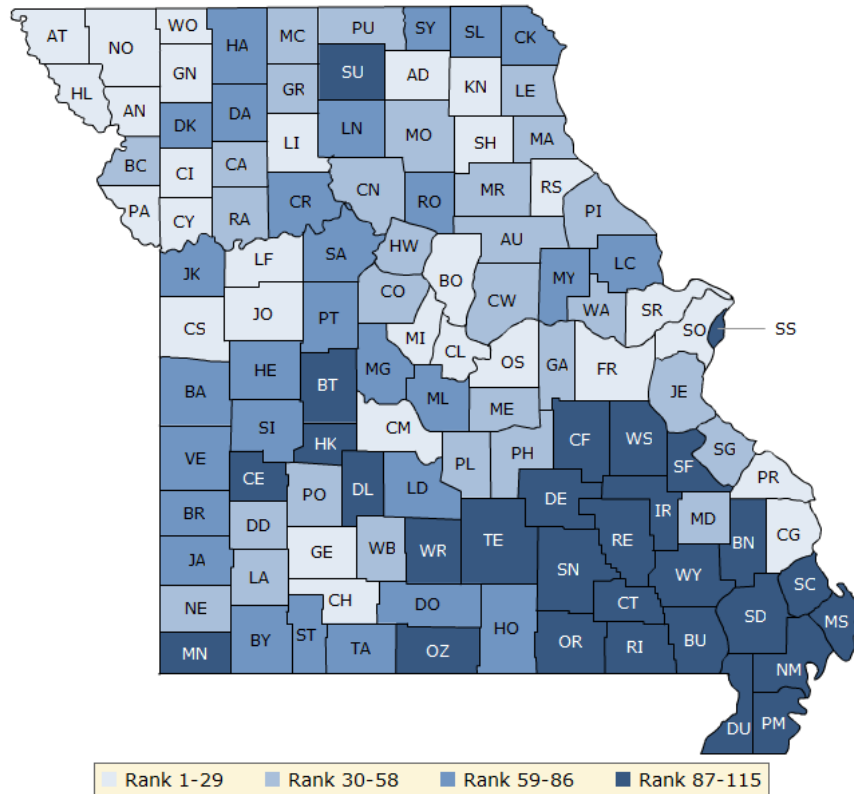 AT NO WO HA MC PU SY SL CK
HL GN GR SU AD KN LE
AN DK DA LI LN MO SH MA
BC CI CA CN RO MR RS PI
PA CY RA CR HW AU
JK LF SA CO BO CW MY LC
CS JO PT MI CL WA SR SO SS
BA HE BT MG ML OS GA FR JE
VE SI HK CM ME CF WS SG
CE PO DL LD PL PH DE SF PR
BR DD GE WB WR TE RE IR MD BN CG
JA LA CH SN WY SC
NE DO CT SD MS
MN BY ST TA OZ HO OR RI BU NM
DU PM
Rank 1-29 Rank 30-58 Rank 59-86 Rank 87-115